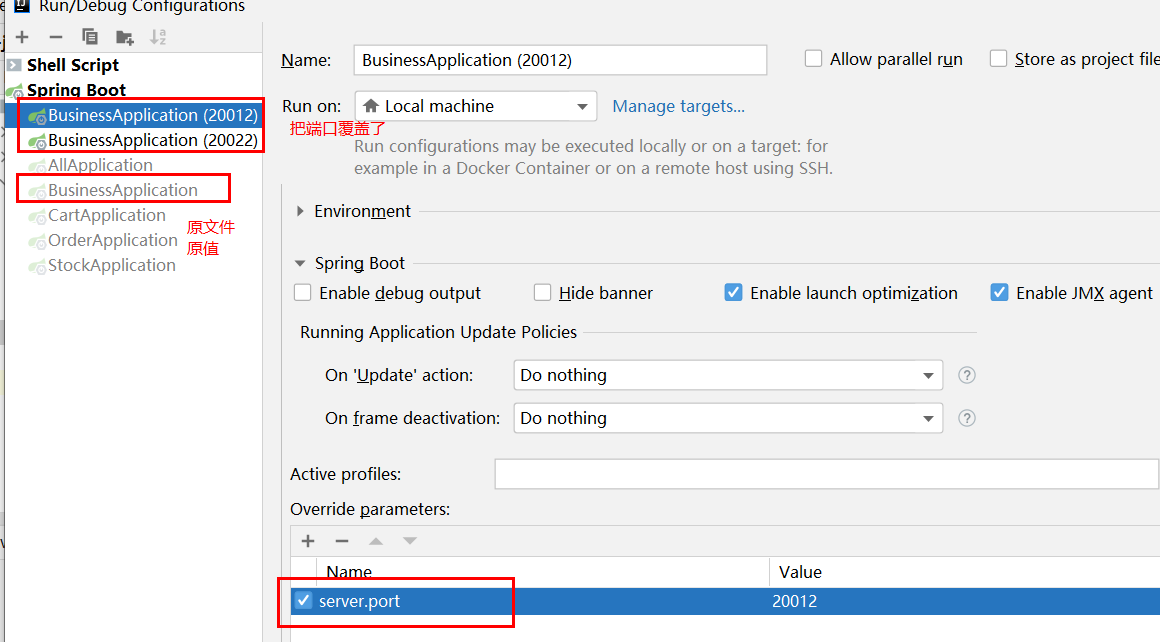 Run/Debug Configurations
Shell Script
Spring Boot
BusinessApplication (20012)
BusinessApplication (20022)
AllApplication
BusinessApplication
CartApplication
OrderApplication
StockApplication
原文件
原值
Name:
BusinessApplication (20012)
Allow parallel run
Store as project file
Run on:
Local machine
Manage targets...
把端口覆盖了
Run configurations may be executed locally or on a target: for
example in a Docker Container or on a remote host using SSH.
Environment
Spring Boot
Enable debug output
Hide banner
Enable launch optimization
Enable JMX agent
Running Application Update Policies
On 'Update' action:
Do nothing
On frame deactivation:
Do nothing
Active profiles:
Override parameters:
Name
Value
server.port
20012